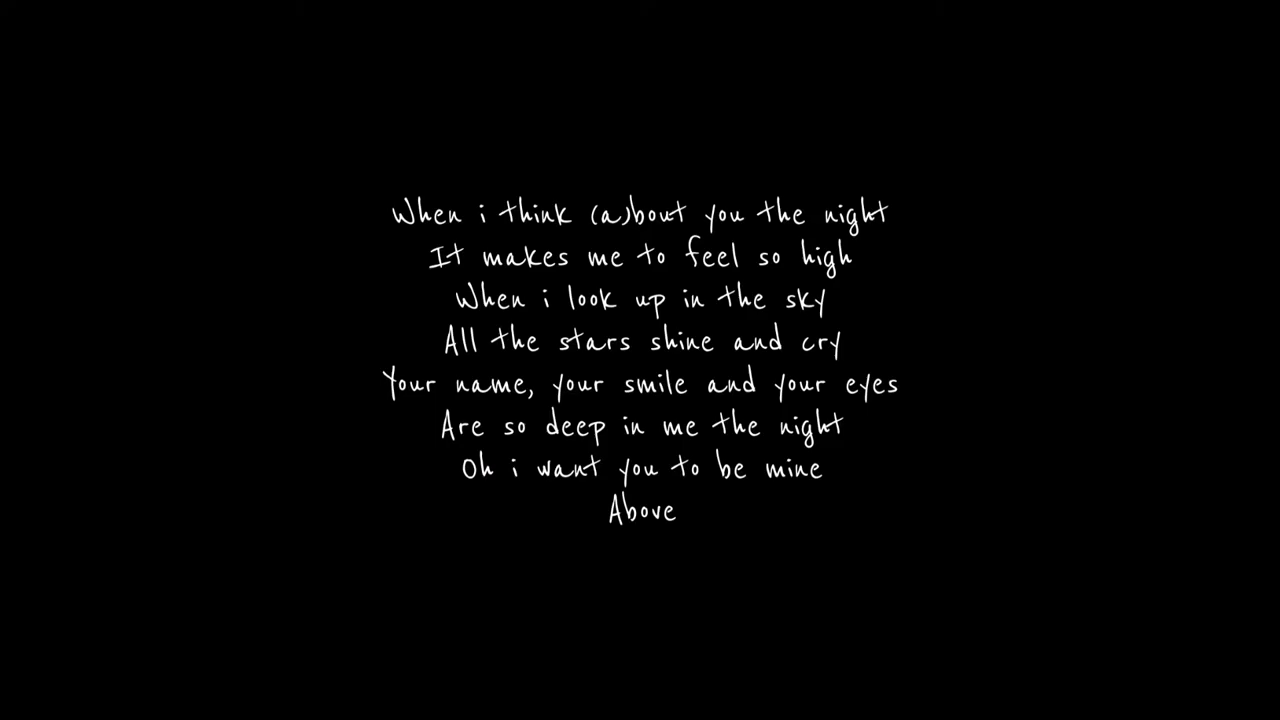 When i think (a)bout you the night
It makes me to feel so high
When i look up in the sky
All the stars shine and cry
Your name, your smile and your eyes
Are so deep in me the night
Oh i want you to be mine
Above